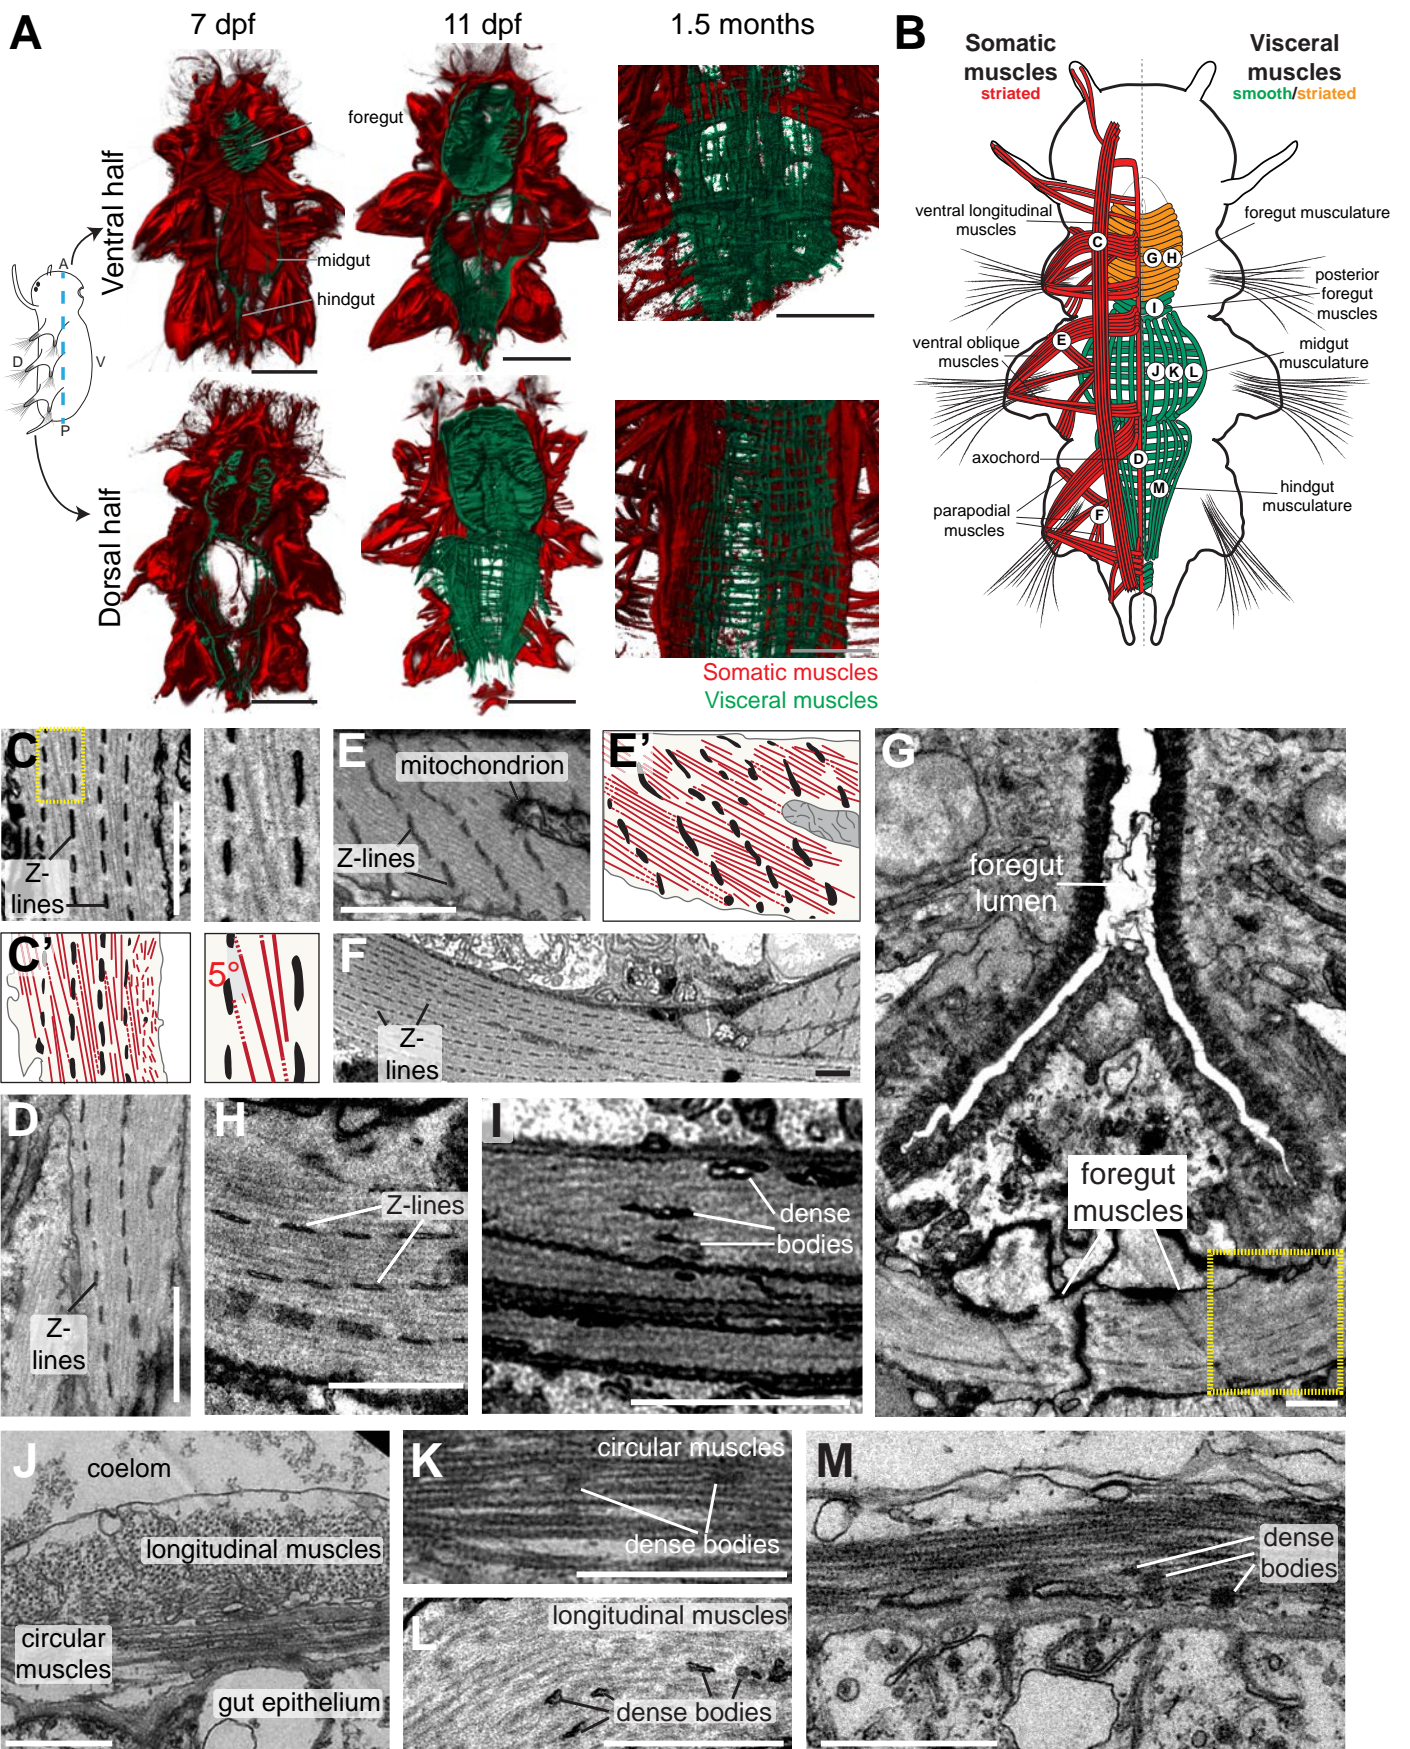 A
7 dpf
11 dpf
1.5 months
Ventral half
foregut
midgut
hindgut
A
D
V
P
Dorsal half
Somatic muscles
Visceral muscles
B
Somatic
muscles
striated
Visceral
muscles
smooth/striated
ventral longitudinal
muscles
foregut musculature
posterior
foregut
muscles
ventral oblique
muscles
midgut
musculature
axochord
hindgut
musculature
parapodial
muscles
C
G
H
I
E
J
K
L
D
M
F
C
Z-
lines
E
mitochondrion
Z-lines
E'
G
foregut
lumen
foregut
muscles
C'
5°
F
Z-
lines
D
Z-
lines
H
Z-lines
I
dense
bodies
J
coelom
longitudinal muscles
circular
muscles
gut epithelium
K
circular muscles
dense bodies
L
longitudinal muscles
dense bodies
M
dense
bodies